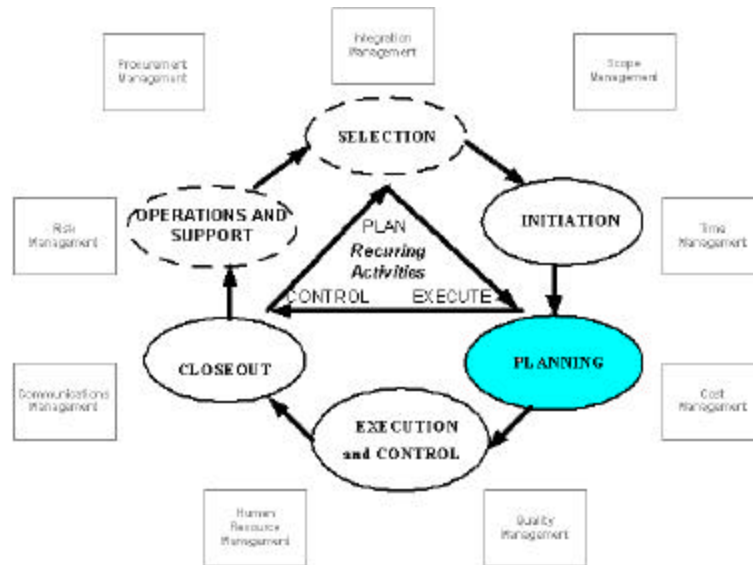 Integration
Management
Procurement
Management
Scope
Management
SELECTION
OPERATIONS AND
SUPPORT
INITIATION
Risk
Management
Time
Management
PLAN
Recurring
Activities
CONTROL
EXECUTE
CLOSEOUT
PLANNING
Communications
Management
Cost
Management
EXECUTION
and CONTROL
Human
Resource
Management
Quality
Management